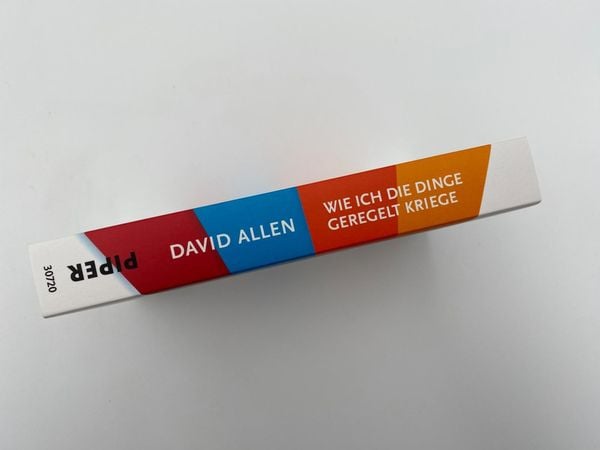 PIPER
30720
DAVID ALLEN
WIE ICH DIE DINGE
GEREGELT KRIEGE